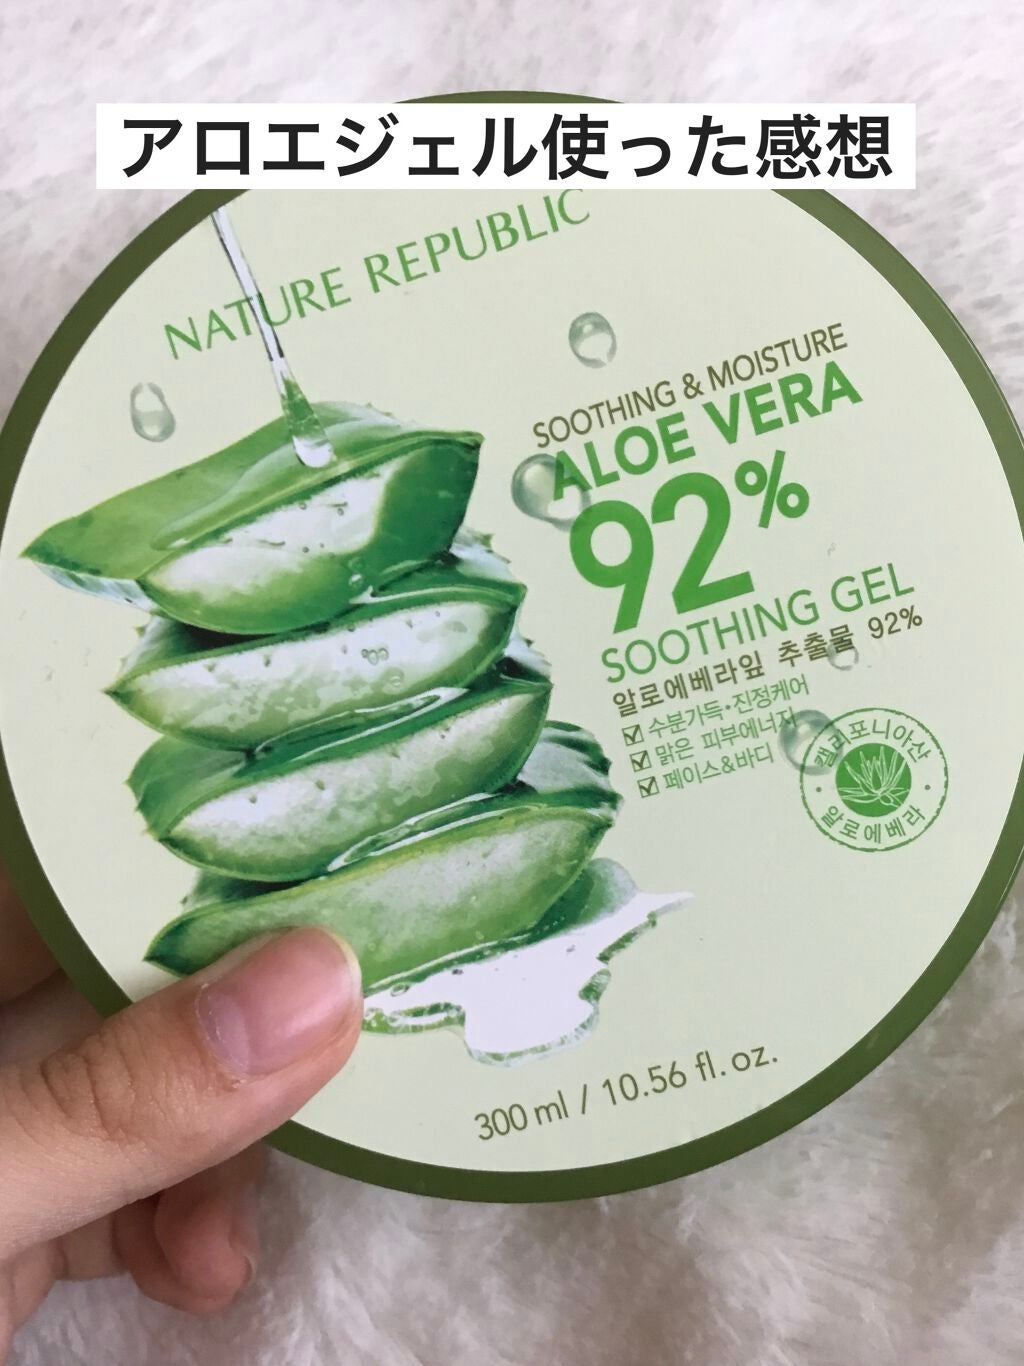 アロエジェル使った感想
NATURE REPUBLIC
SOOTHING & MOISTURE
ALOE VERA
92%
SOOTHING GEL
알로에베라잎 추출물 92%
수분가득·진정케어
맑은 피부에너지
페이스&바디
캘리포니아산
알로에베라
300 ml / 10.56 fl. oz.